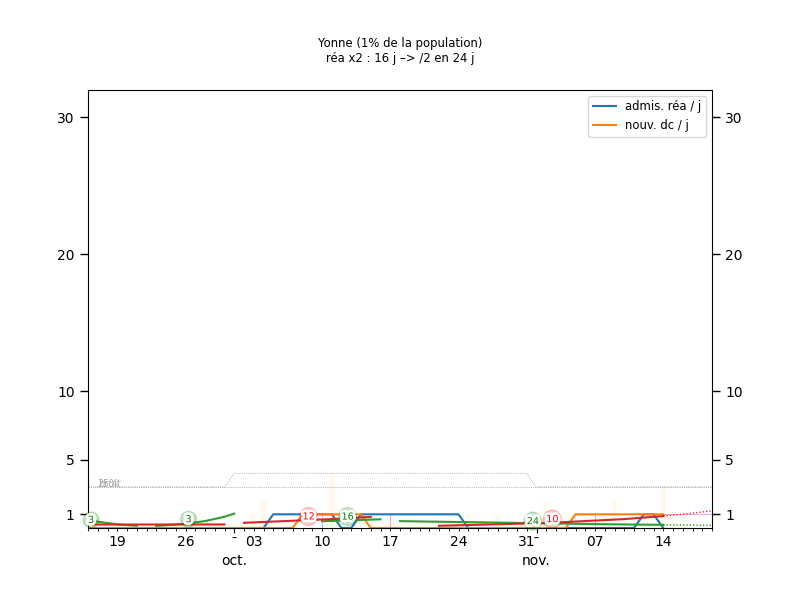 Yonne (1% de la population)
réa x2 : 16 j –> /2 en 24 j
admis. réa / j
nouv. dc / j
30 30
20 20
10 10
5 5
3 3 12 16 24 10
1 1
19 26 - 03 10 17 24 31- 07 14
oct. nov.